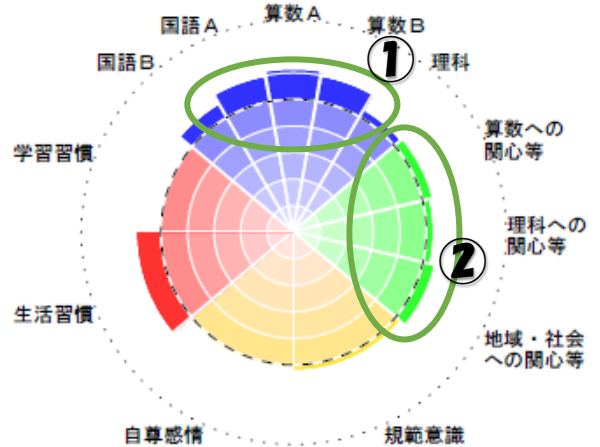 算数A
国語A
算数B
①
国語B
理科
学習習慣
算数への
関心等
理科への
関心等
②
生活習慣
地域・社会
への関心等
自尊感情
規範意識